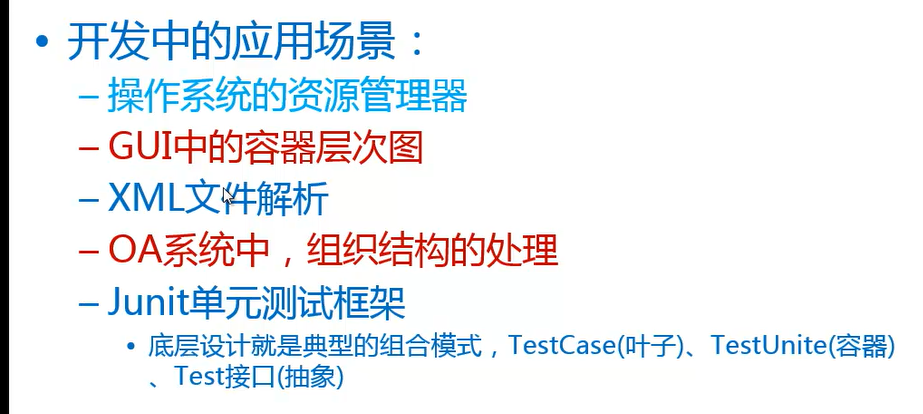 • 开发中的应用场景：
– 操作系统的资源管理器
– GUI中的容器层次图
– XML文件解析
– OA系统中，组织结构的处理
– Junit单元测试框架
• 底层设计就是典型的组合模式，TestCase(叶子)、TestUnite(容器)
、Test接口(抽象)